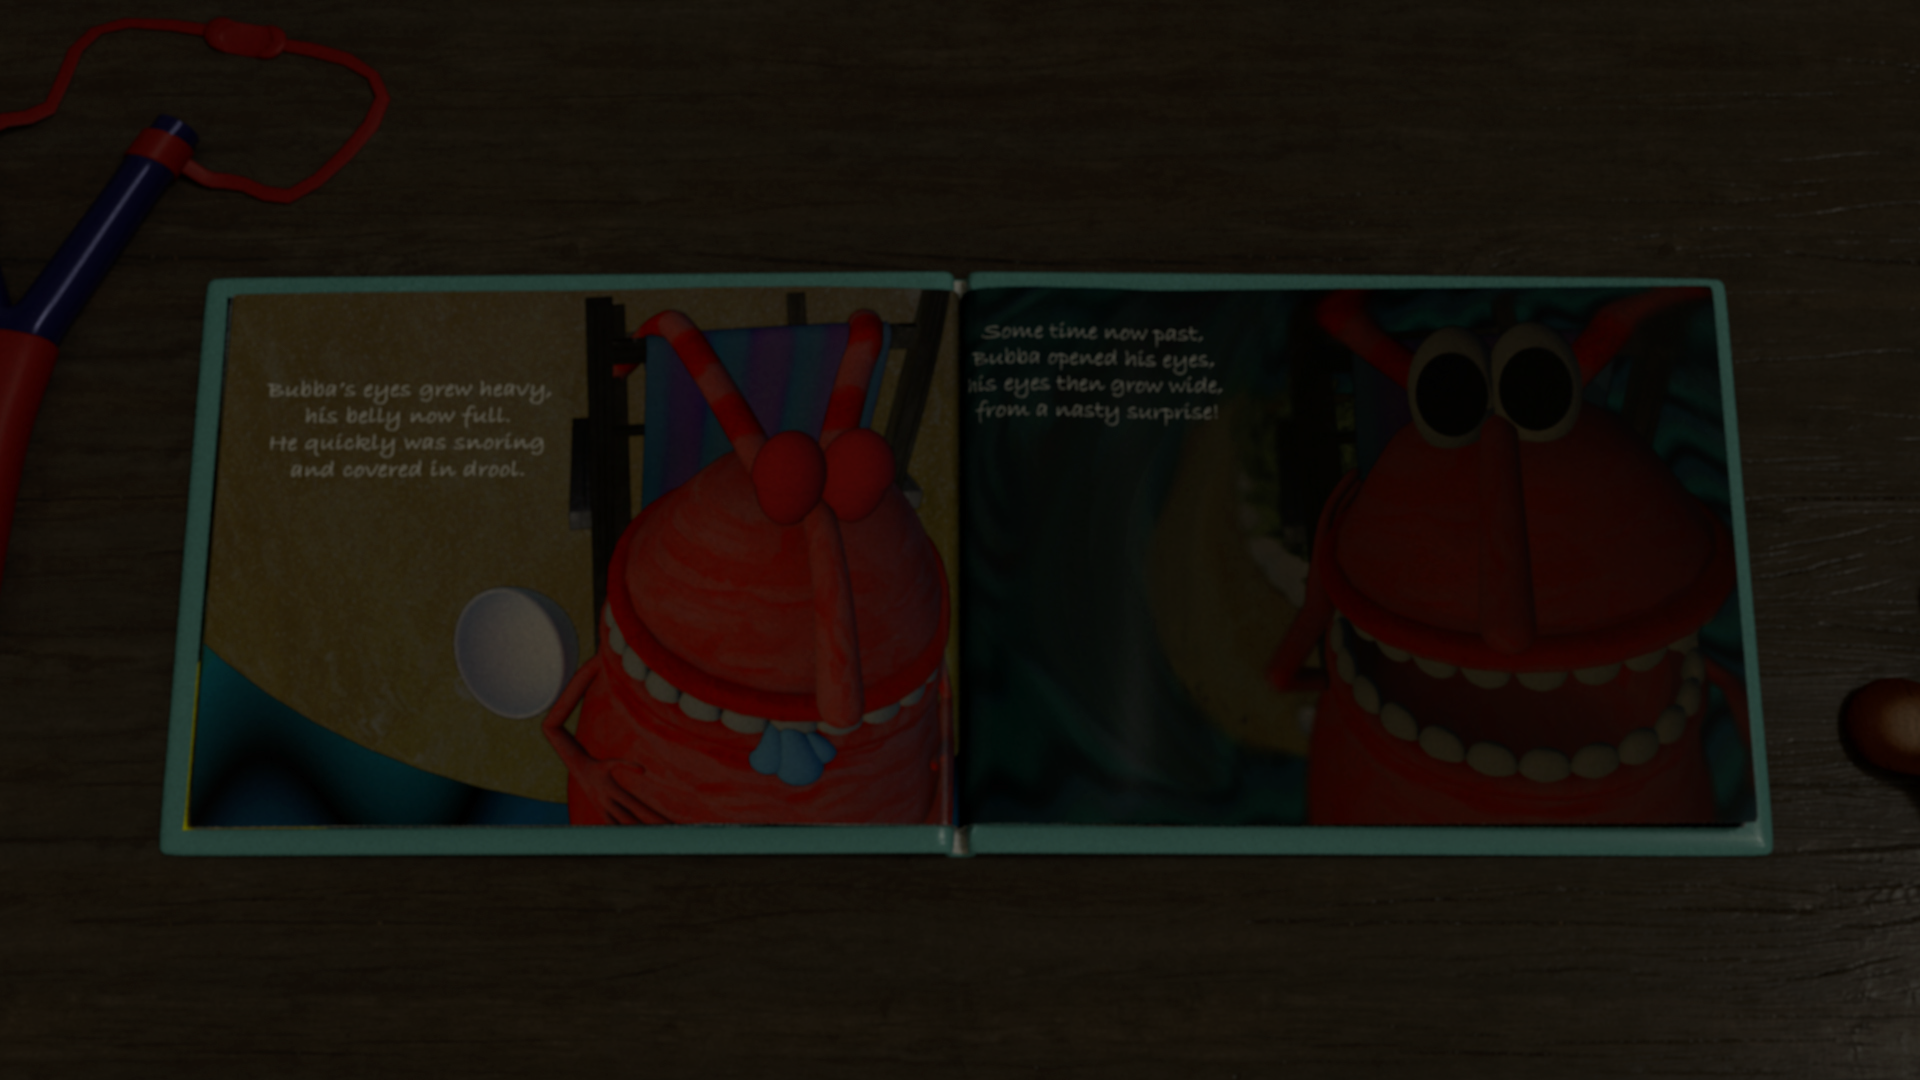 Bubba's eyes grew heavy,
his belly now full.
He quickly was snoring
and covered in drool.
Some time now past,
Bubba opened his eyes,
his eyes then grow wide,
from a nasty surprise!